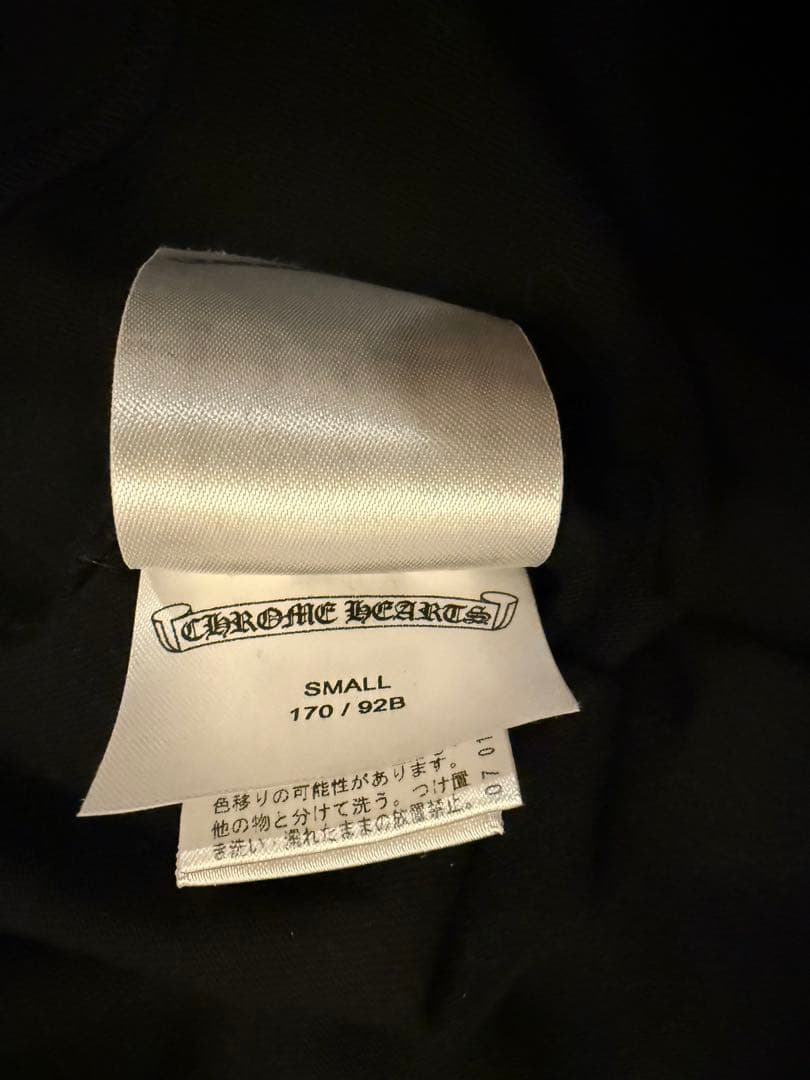 CHROME HEARTS
SMALL
170 / 92B
色移りの可能性があります。
他の物と分けて洗う。つけ置
き洗い・濡れたままの放置禁止。
07 01